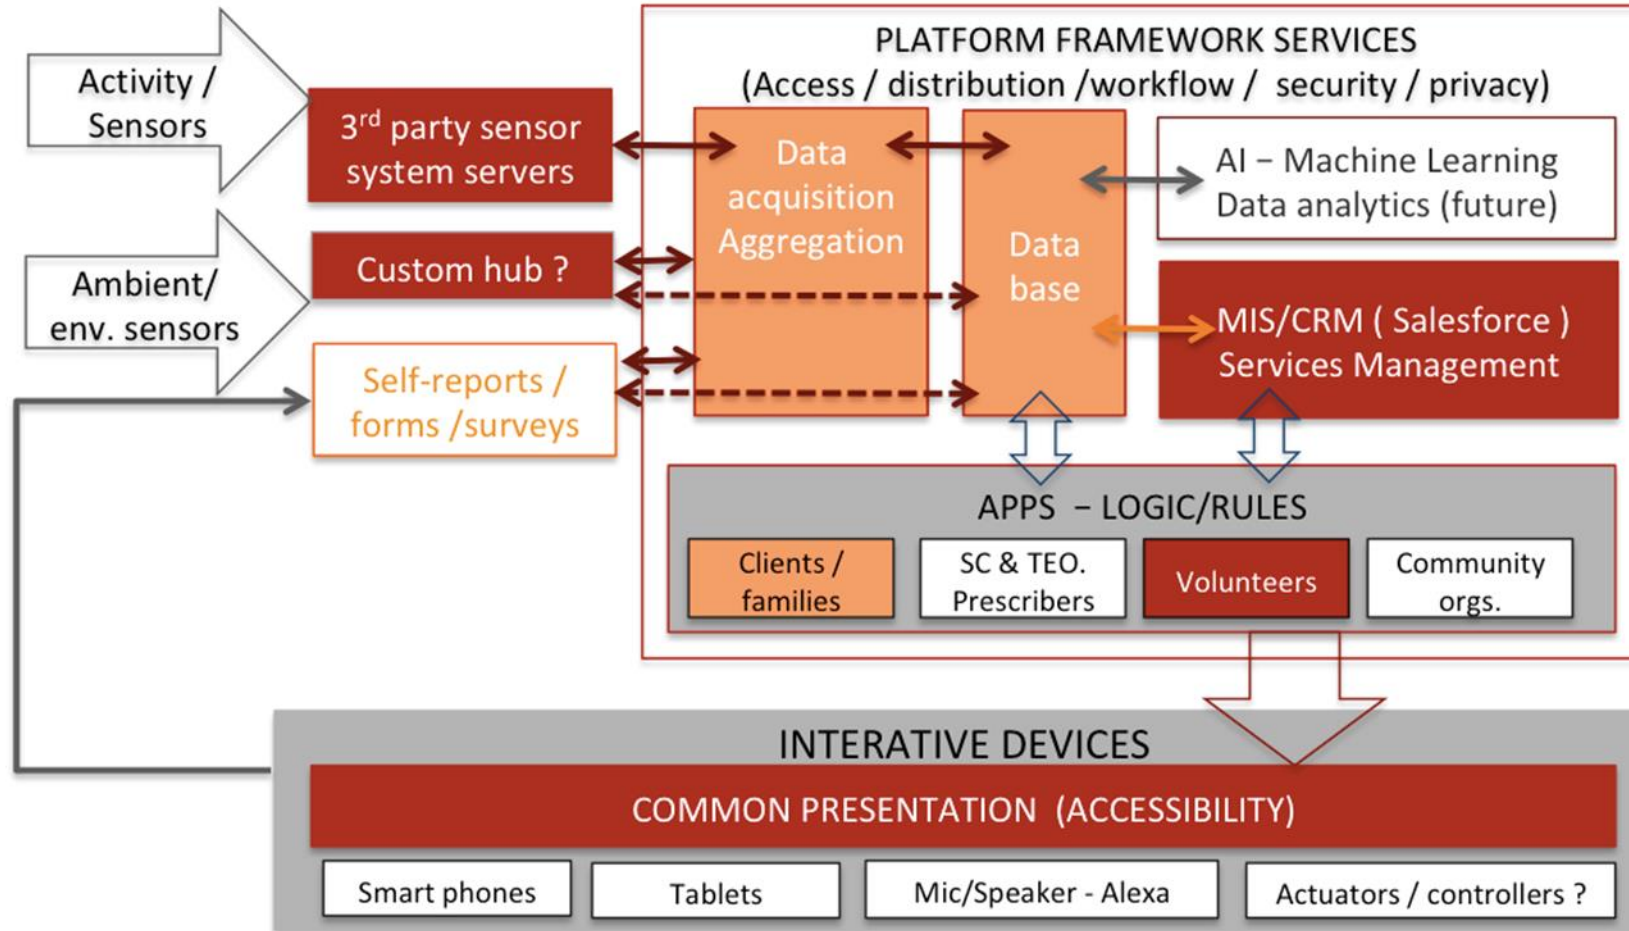 PLATFORM FRAMEWORK SERVICES
(Access / distribution /workflow /  security / privacy)
Activity /
Sensors
3rd party sensor
system servers
Data
acquisition
Aggregation
Data
base
AI – Machine Learning
Data analytics (future)
Ambient/
env. sensors
Custom hub ?
MIS/CRM ( Salesforce )
Services Management
Self-reports /
forms /surveys
APPS  – LOGIC/RULES
Clients /
families
SC & TEO.
Prescribers
Volunteers
Community
orgs.
INTERATIVE DEVICES
COMMON PRESENTATION  (ACCESSIBILITY)
Smart phones
Tablets
Mic/Speaker - Alexa
Actuators / controllers ?